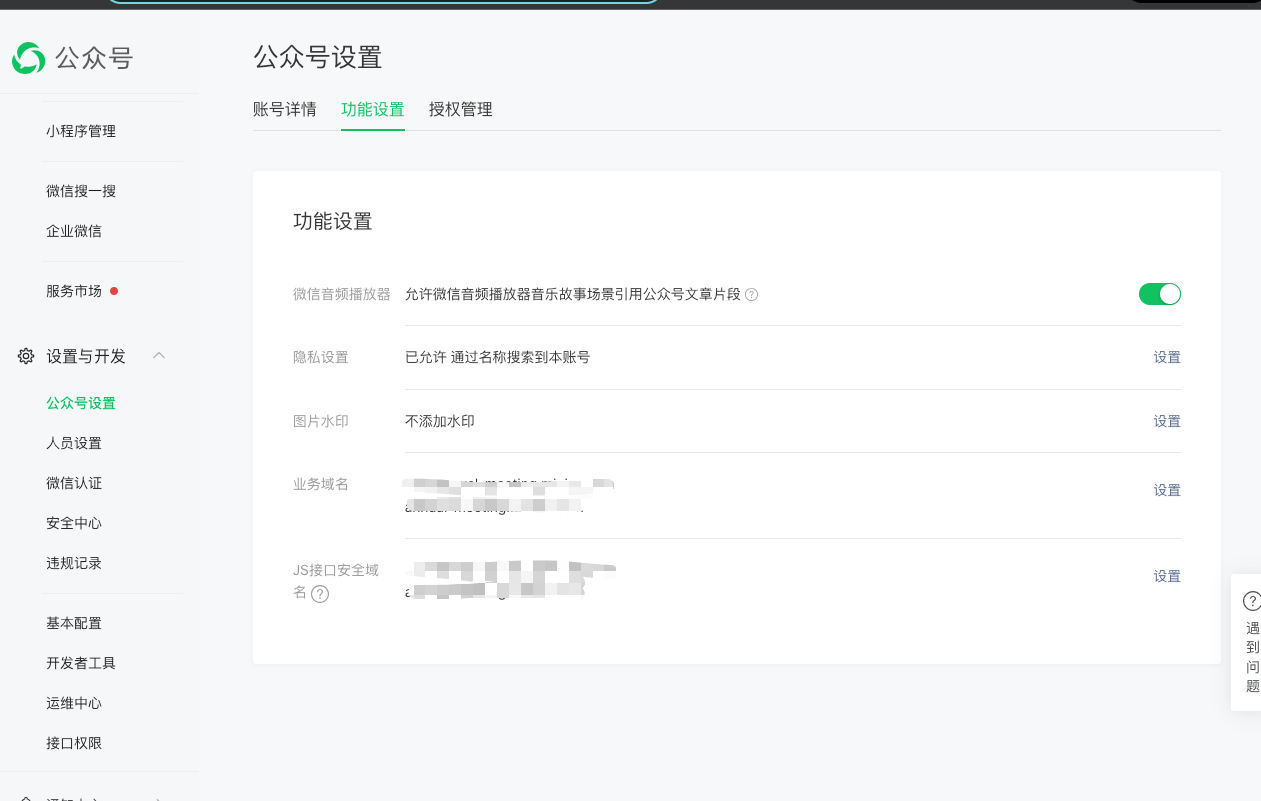 公众号
小程序管理
微信搜一搜
企业微信
服务市场
设置与开发
公众号设置
人员设置
微信认证
安全中心
违规记录
基本配置
开发者工具
运维中心
接口权限
公众号设置
账号详情 功能设置 授权管理
功能设置
微信音频播放器 允许微信音频播放器音乐故事场景引用公众号文章片段 ?
隐私设置 已允许 通过名称搜索到本账号 设置
图片水印 不添加水印 设置
业务域名 设置
JS接口安全域
名 ? 设置
?
遇
到
问
题